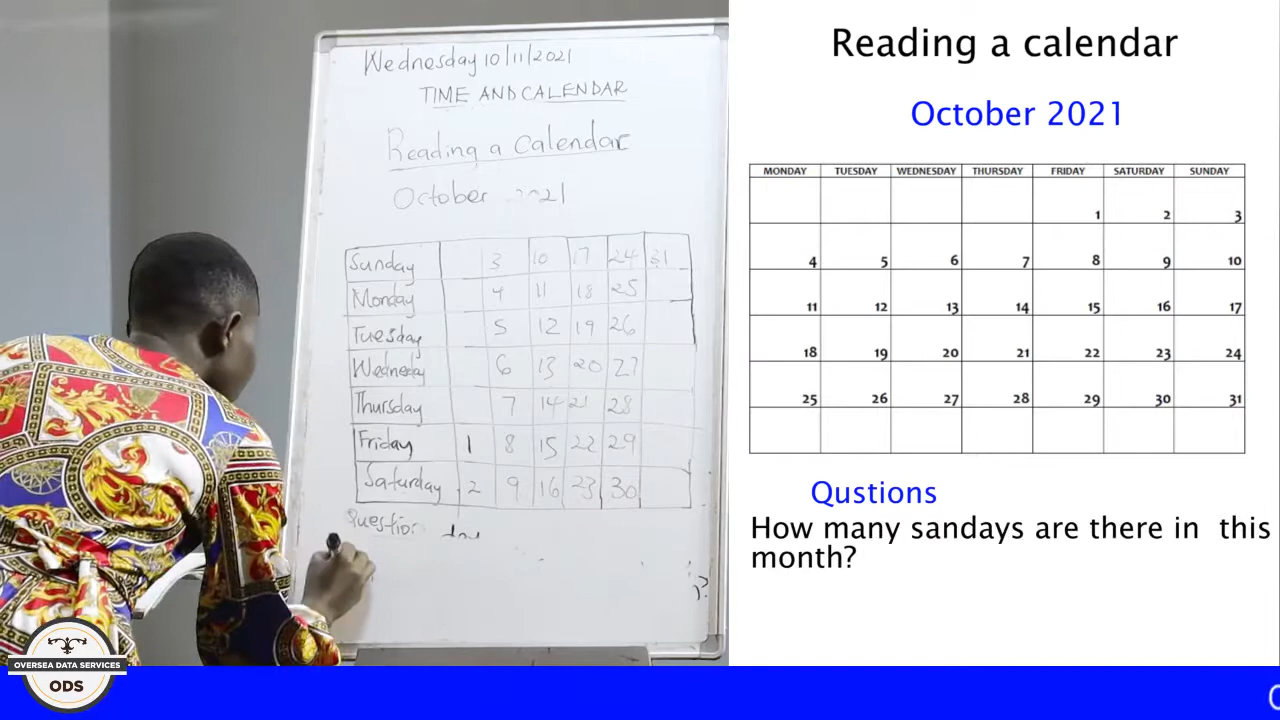 Wednesday 10/11/2021
TIME AND CALENDAR
Reading a Calendar
October 2021
Sunday 3 10 17 24 31
Monday 4 11 18 25
Tuesday 5 12 19 26
Wednesday 6 13 20 27
Thursday 7 14 21 28
Friday 1 8 15 22 29
Saturday 2 9 16 23 30
Reading a calendar
October 2021
MONDAY TUESDAY WEDNESDAY THURSDAY FRIDAY SATURDAY SUNDAY
1 2 3
4 5 6 7 8 9 10
11 12 13 14 15 16 17
18 19 20 21 22 23 24
25 26 27 28 29 30 31
Qustions
How many sandays are there in this
month?
OVERSEA DATA SERVICES
ODS